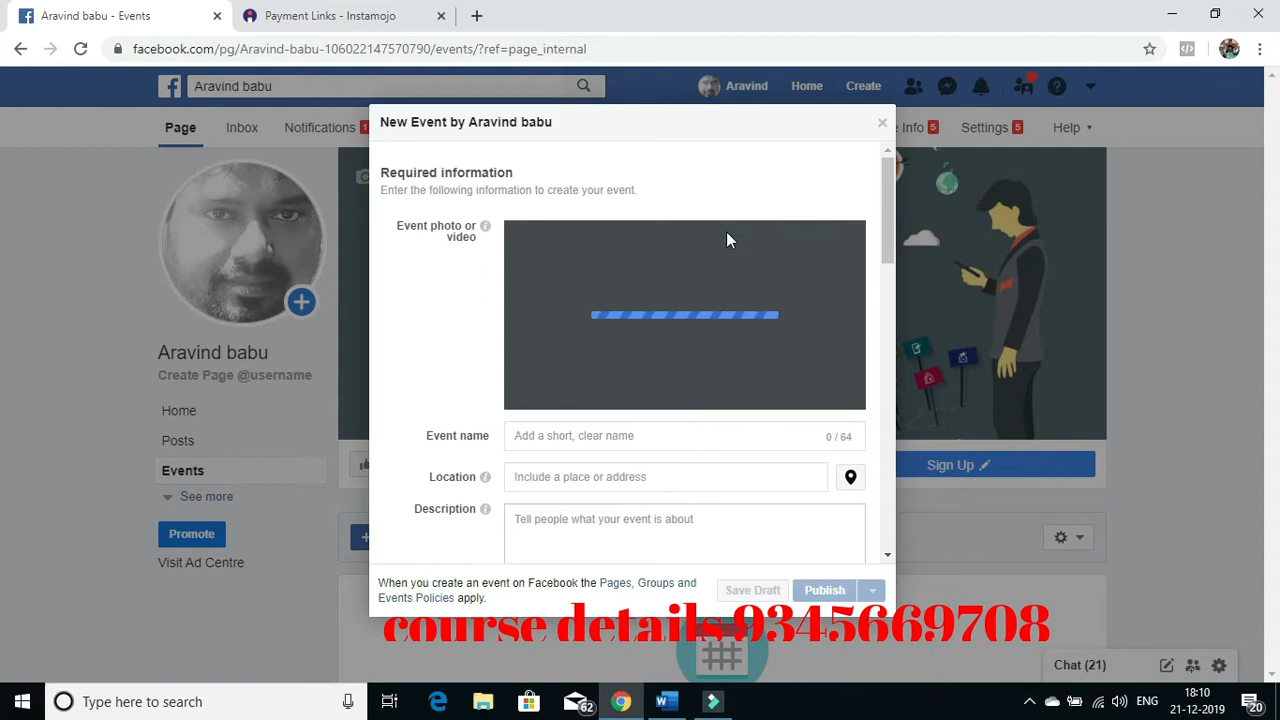 Aravind babu - Events
Payment Links - Instamojo
facebook.com/pg/Aravind-babu-106022147570790/events/?ref=page_internal
Aravind babu
Aravind
Home
Create
Page
Inbox
Notifications 1
Info 5
Settings 5
Help
New Event by Aravind babu
Required information
Enter the following information to create your event.
Event photo or
video
Event name
Add a short, clear name
0 / 64
Location
Include a place or address
Description
Tell people what your event is about
When you create an event on Facebook the Pages, Groups and
Events Policies apply.
Save Draft
Publish
Aravind babu
Create Page @username
Home
Posts
Events
See more
Promote
Visit Ad Centre
Sign Up
course details 9345669708
Chat (21)
Type here to search
62
ENG
18:10
21-12-2019
20